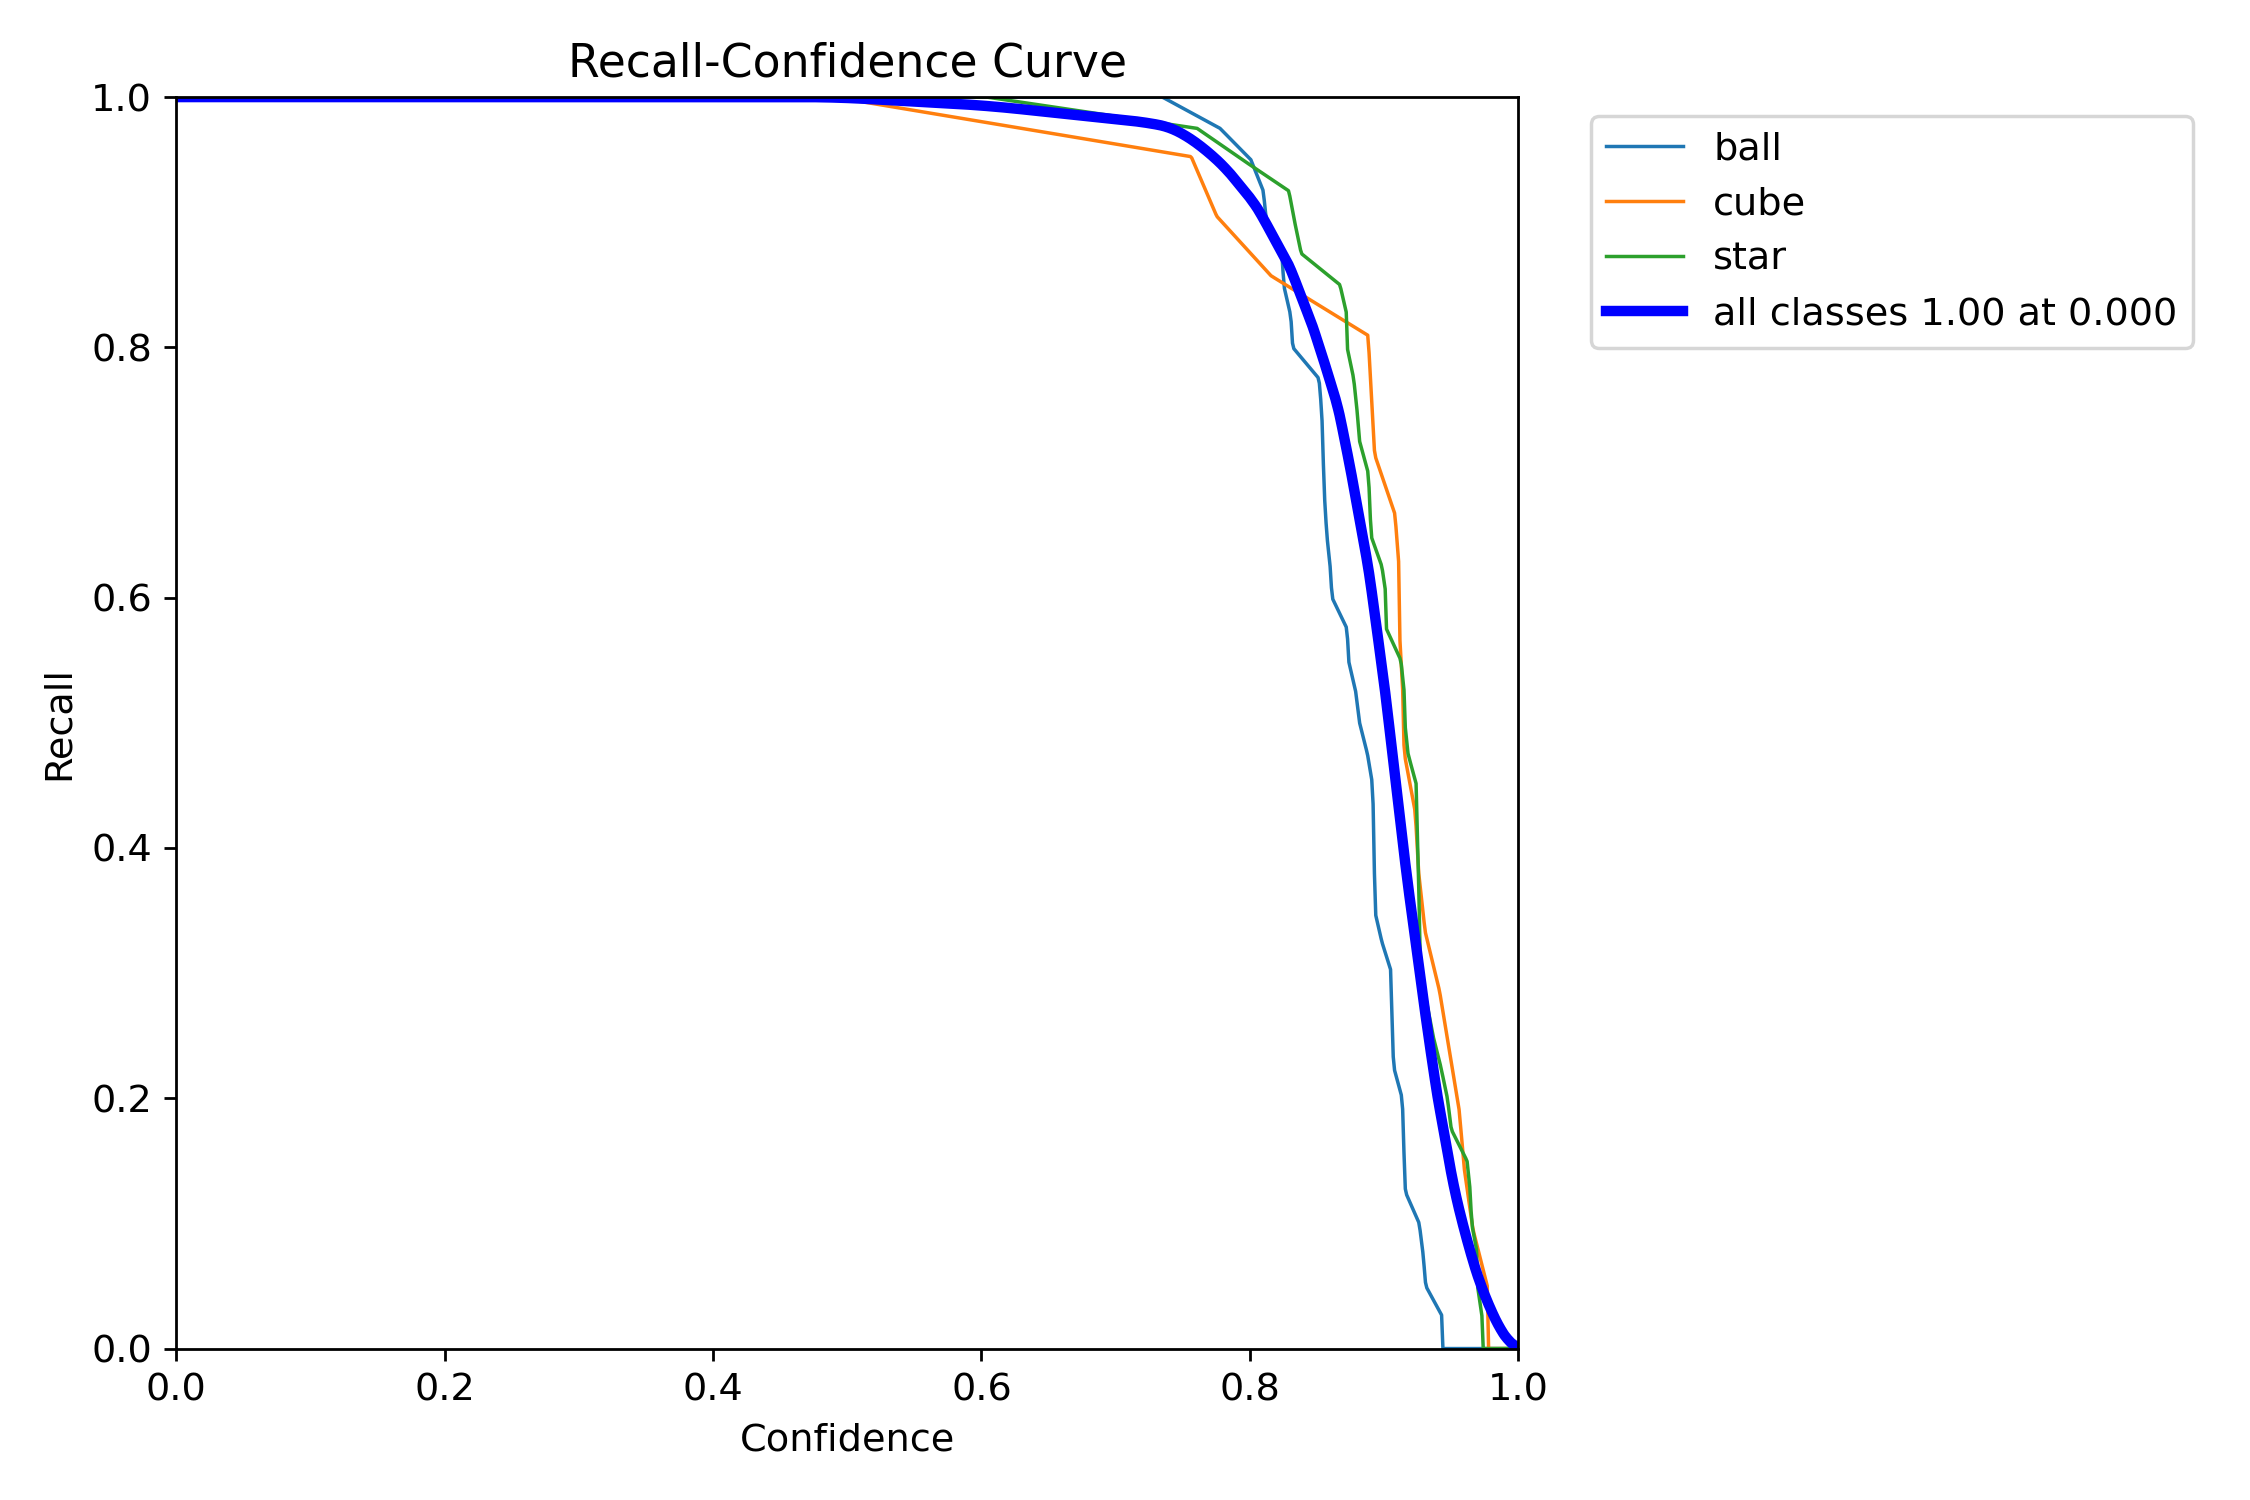 Recall-Confidence Curve
1.0
0.8
0.6
0.4
0.2
0.0
Recall
0.0 0.2 0.4 0.6 0.8 1.0
Confidence
ball
cube
star
all classes 1.00 at 0.000